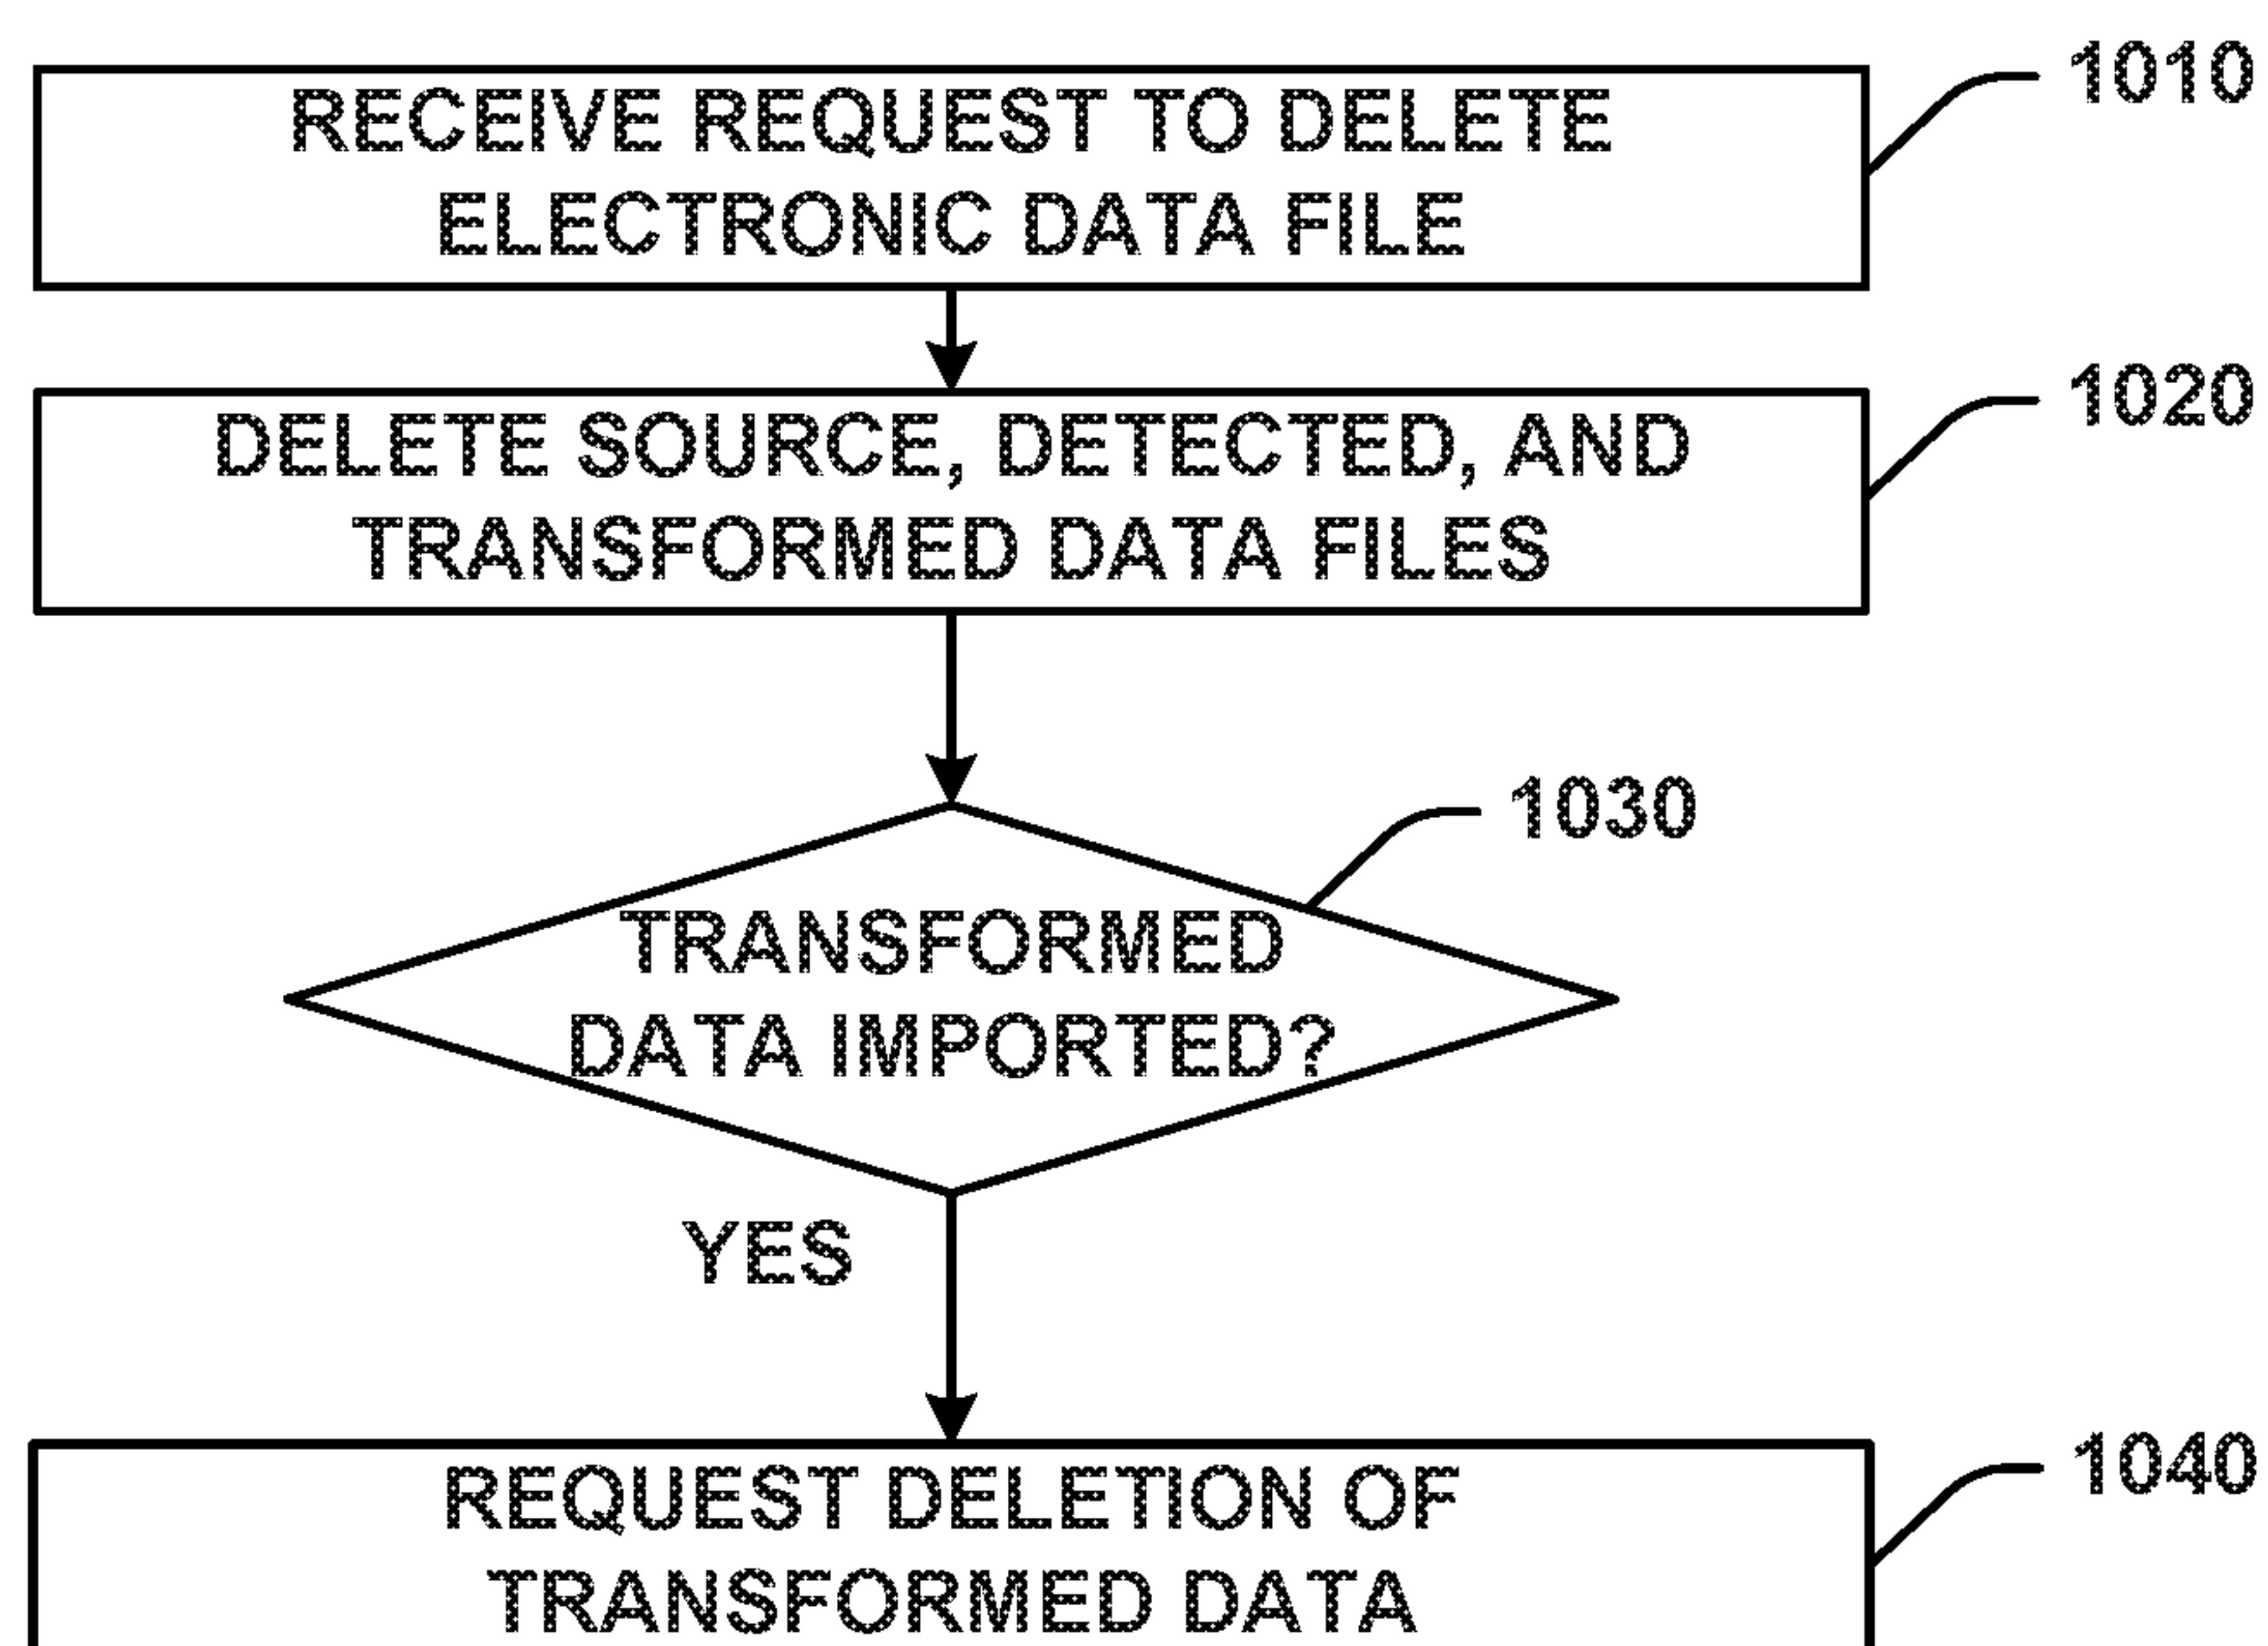 RECEIVE REQUEST TO DELETE
ELECTRONIC DATA FILE
1010
DELETE SOURCE, DETECTED, AND
TRANSFORMED DATA FILES
1020
TRANSFORMED
DATA IMPORTED?
1030
YES
REQUEST DELETION OF
TRANSFORMED DATA
1040